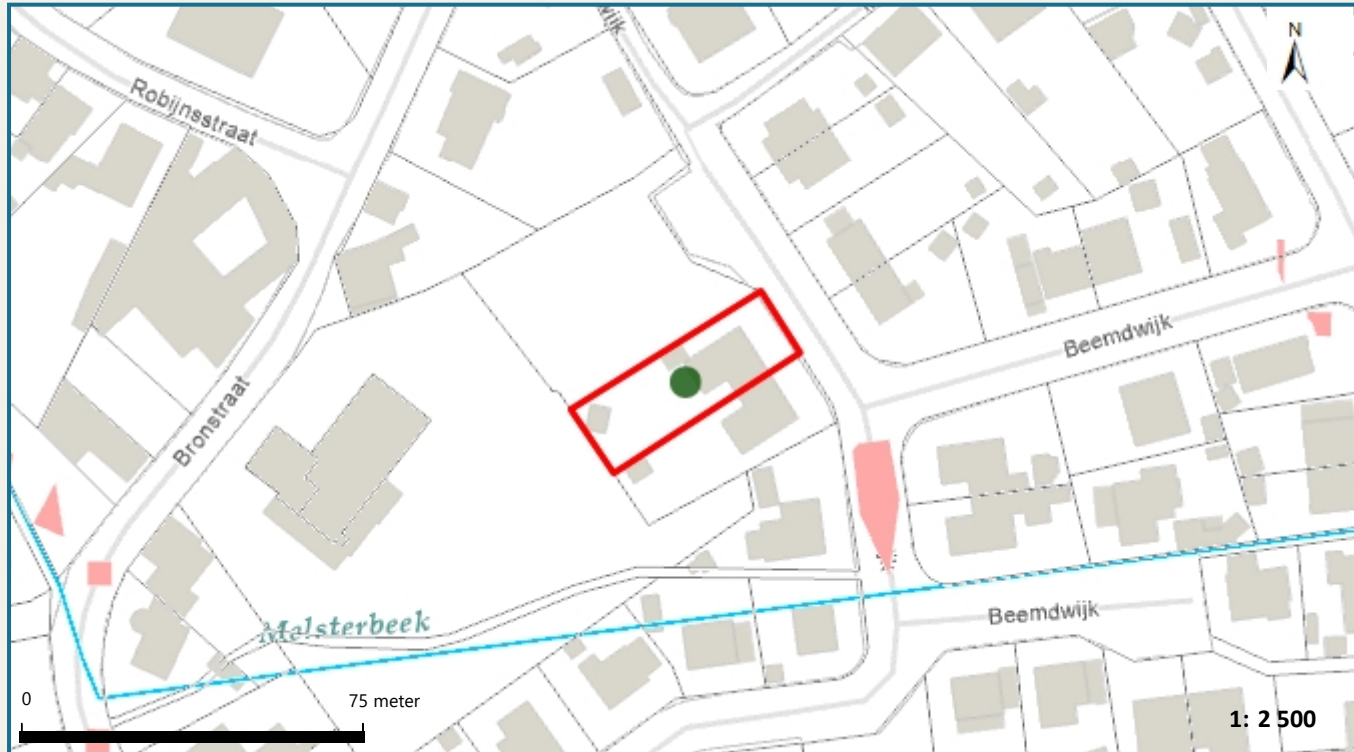 N
Robijnsstraat
Beemdwijk
Bronstraat
Melsterbeek
Beemdwijk
0
75 meter
1: 2 500